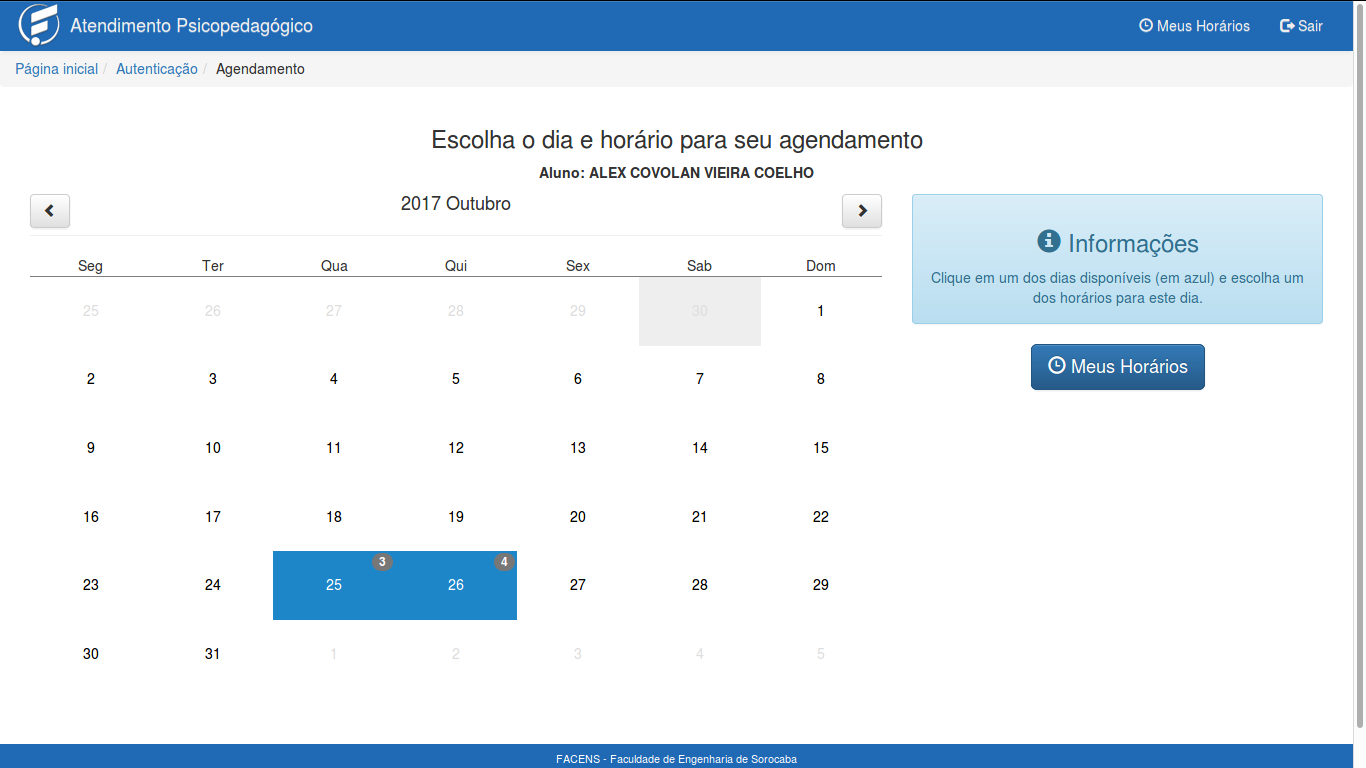 Atendimento Psicopedagógico Meus Horários Sair
Página inicial / Autenticação / Agendamento
Escolha o dia e horário para seu agendamento
Aluno: ALEX COVOLAN VIEIRA COELHO
2017 Outubro
Seg Ter Qua Qui Sex Sab Dom
25 26 27 28 29 30 1
2 3 4 5 6 7 8
9 10 11 12 13 14 15
16 17 18 19 20 21 22
3 4
23 24 25 26 27 28 29
30 31 1 2 3 4 5
Informações
Clique em um dos dias disponíveis (em azul) e escolha um
dos horários para este dia.
Meus Horários
FACENS - Faculdade de Engenharia de Sorocaba